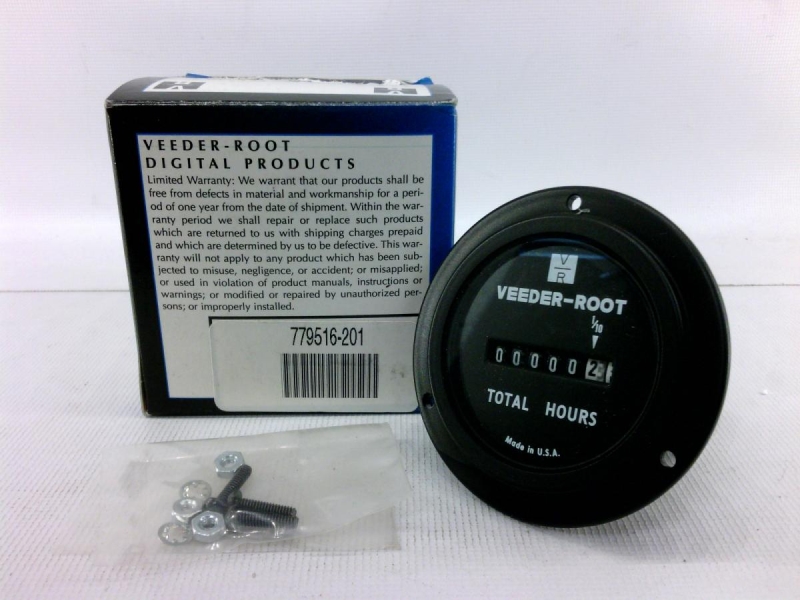 VEEDER-ROOT
DIGITAL PRODUCTS
Limited Warranty: We warrant that our products shall be
free from defects in material and workmanship for a peri-
od of one year from the date of shipment. Within the war-
ranty period we shall repair or replace such products
which are returned to us with shipping charges prepaid
and which are determined by us to be defective. This war-
ranty will not apply to any product which has been sub-
jected to misuse, negligence, or accident; or misapplied;
or used in violation of product manuals, instructions or
warnings; or modified or repaired by unauthorized per-
sons; or improperly installed.
779516-201
V
R
VEEDER-ROOT
1/10
00000
TOTAL HOURS
Made in U.S.A.